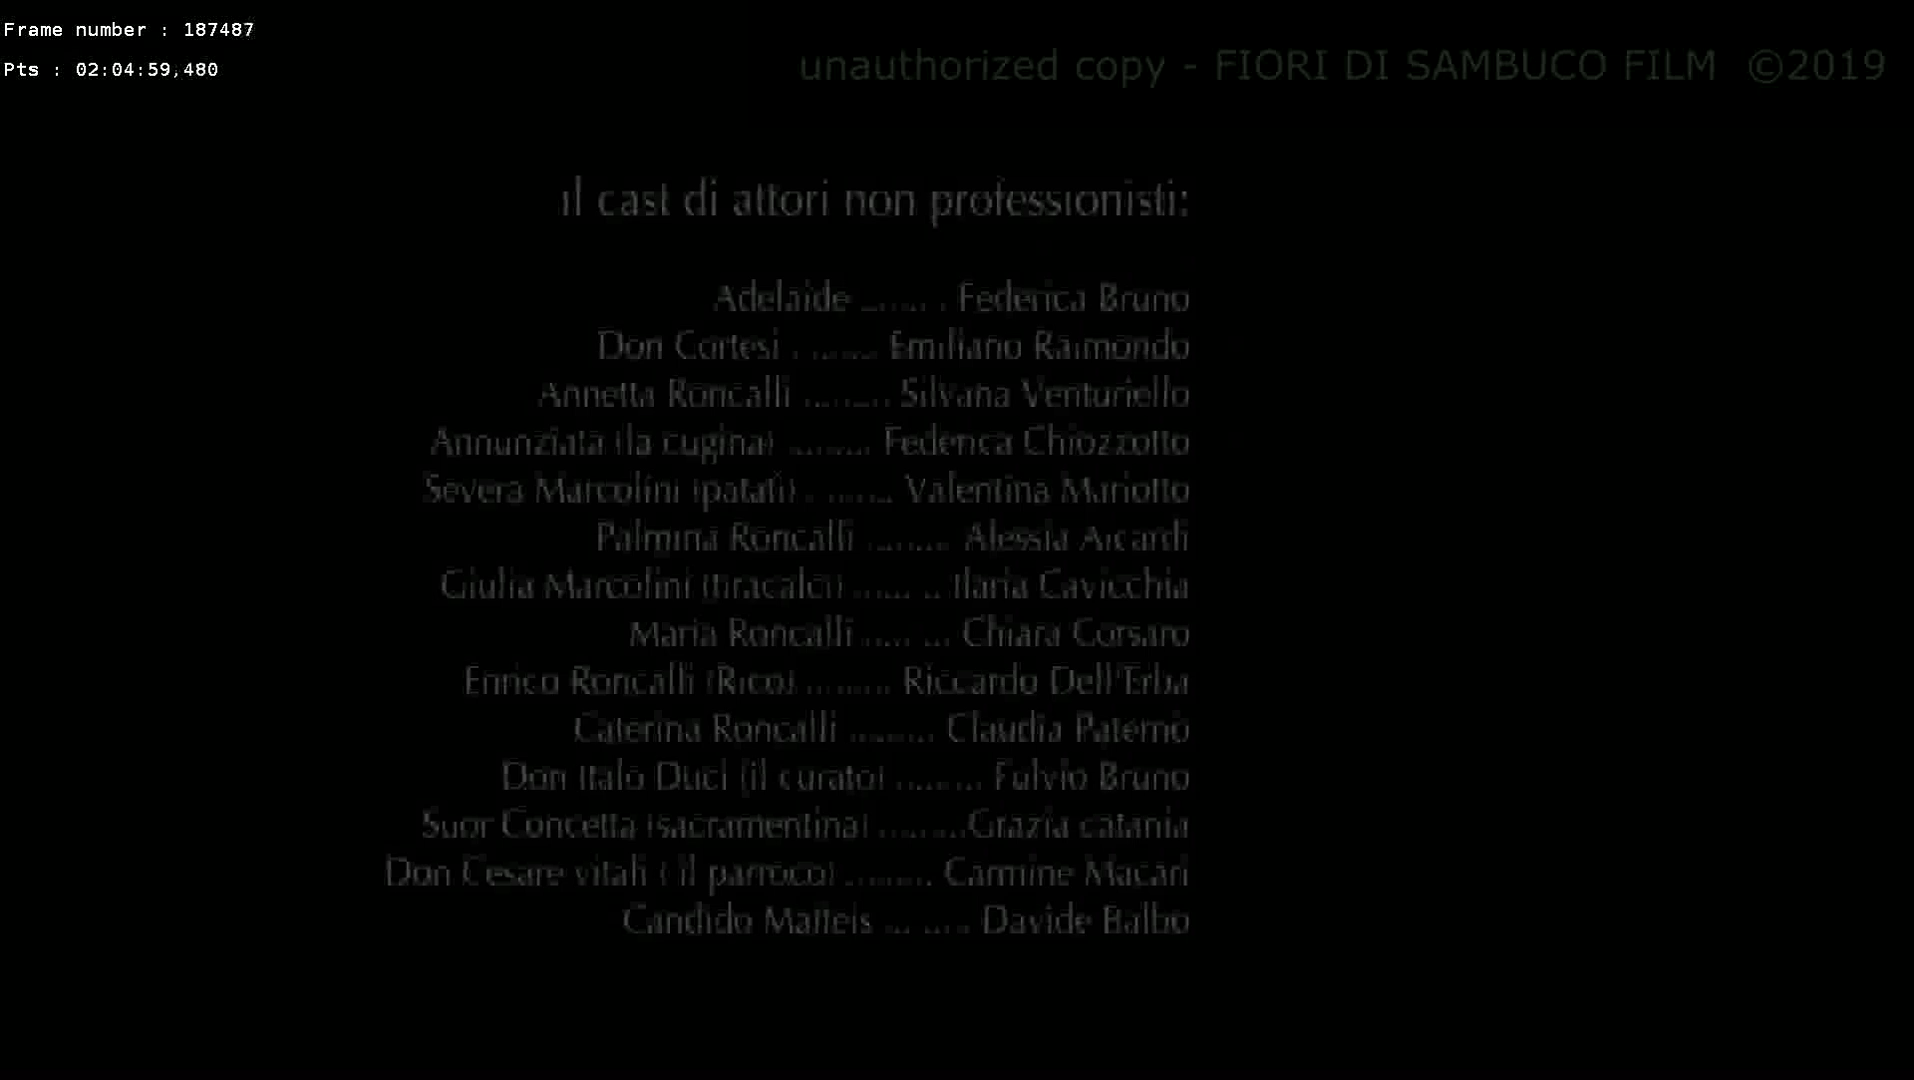 Frame number : 187487
Pts : 02:04:59,480
unauthorized copy - FIORI DI SAMBUCO FILM ©2019
il cast di attori non professionisti:
Adelaide ........ Federica Bruno
Don Cortesi ........ Emiliano Raimondo
Annetta Roncalli ......... Silvana Venturiello
Annunziata (la cugina) ......... Federica Chiozzotto
Severa Marcolini (patati) ......... Valentina Mariotto
Palmina Roncalli ......... Alessia Aicardi
Giulia Marcolini (tiracalci) ......... Ilaria Cavicchia
Maria Roncalli ......... Chiara Corsaro
Enrico Roncalli (Rico) ......... Riccardo Dell'Erba
Caterina Roncalli ......... Claudia Paternò
Don Italo Duci (il curato) ......... Fulvio Bruno
Suor Concetta (sacramentina) .........Grazia catania
Don Cesare vitali ( il parroco) ......... Carmine Macari
Candido Maffeis ......... Davide Balbo